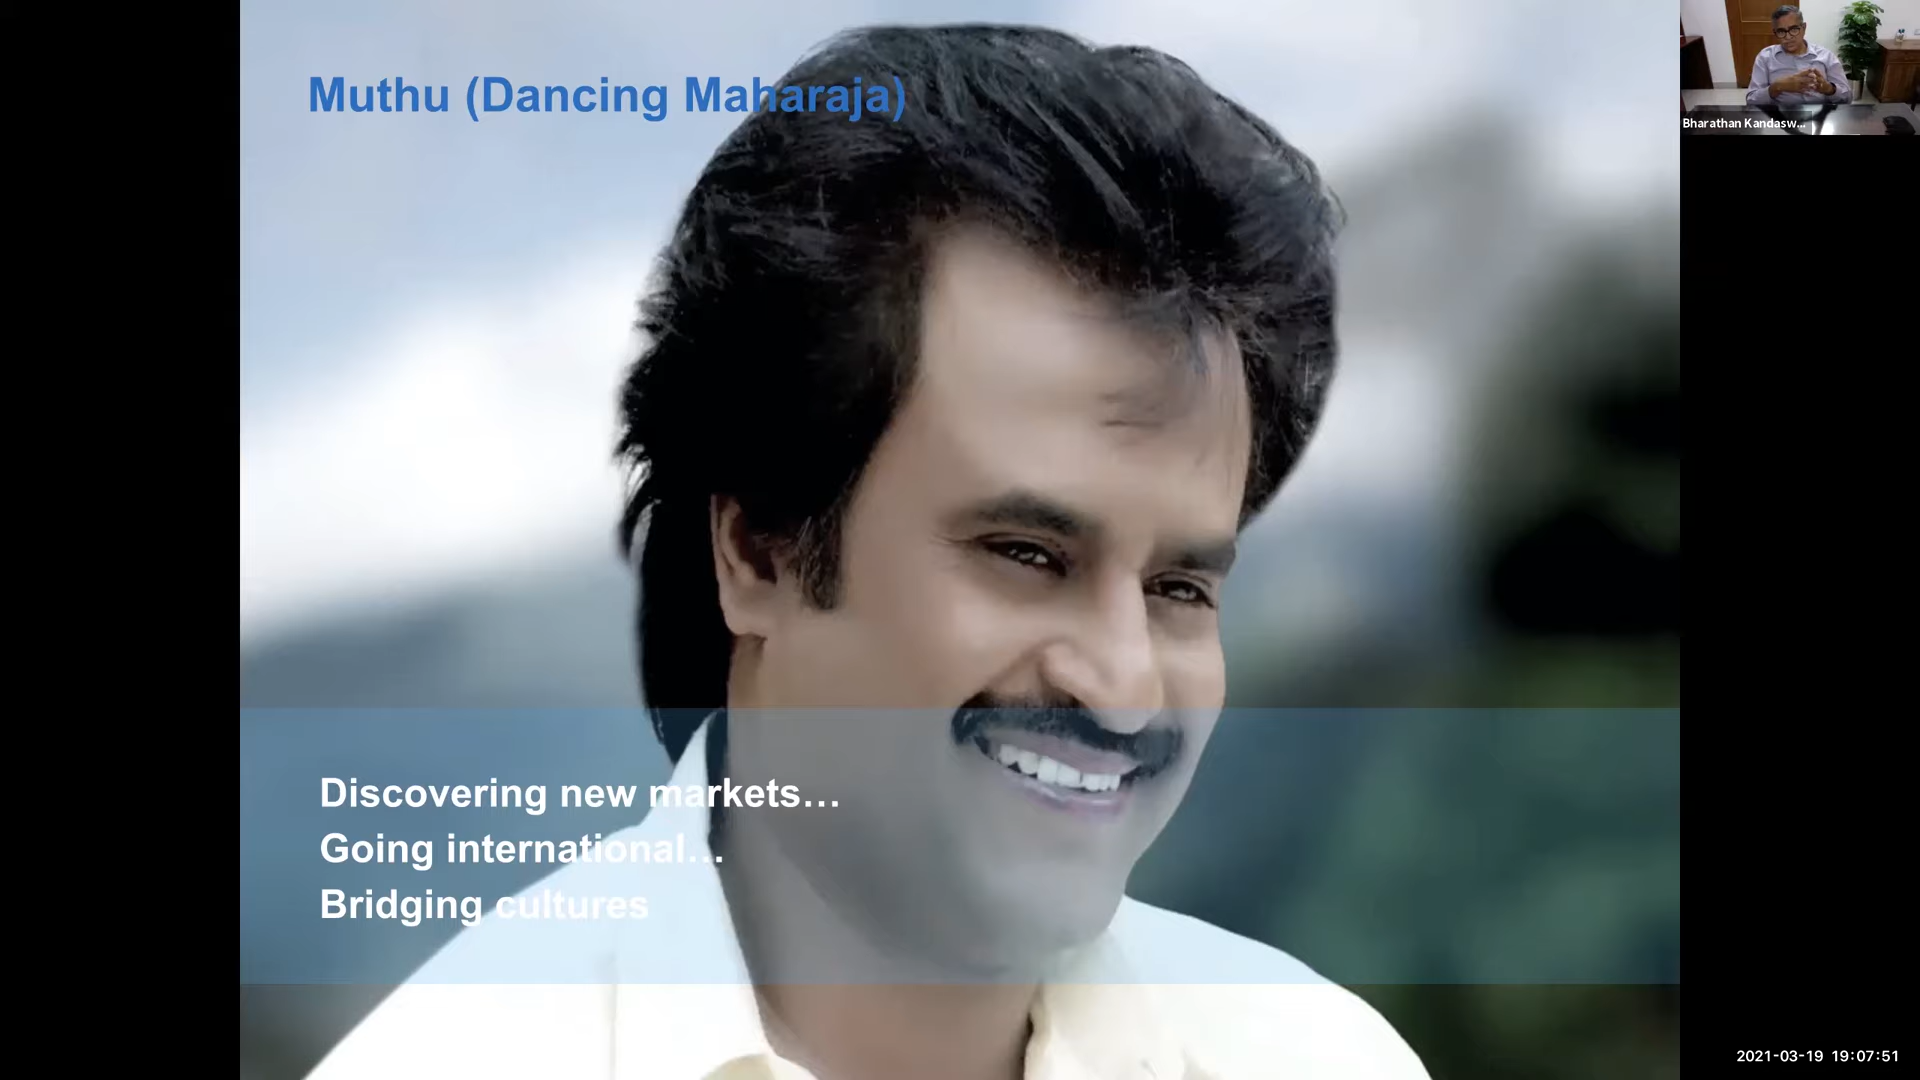 Muthu (Dancing Maharaja)
Bharathan Kandasw...
Discovering new markets…
Going international…
Bridging cultures
2021-03-19 19:07:51